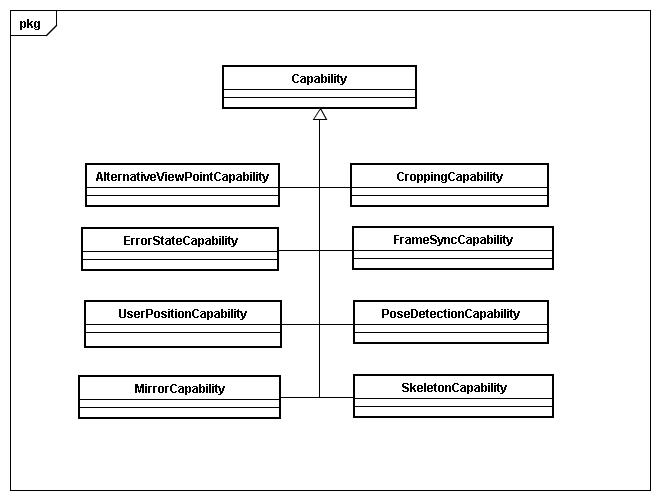 pkg
Capability
AlternativeViewPointCapability
CroppingCapability
ErrorStateCapability
FrameSyncCapability
UserPositionCapability
PoseDetectionCapability
MirrorCapability
SkeletonCapability